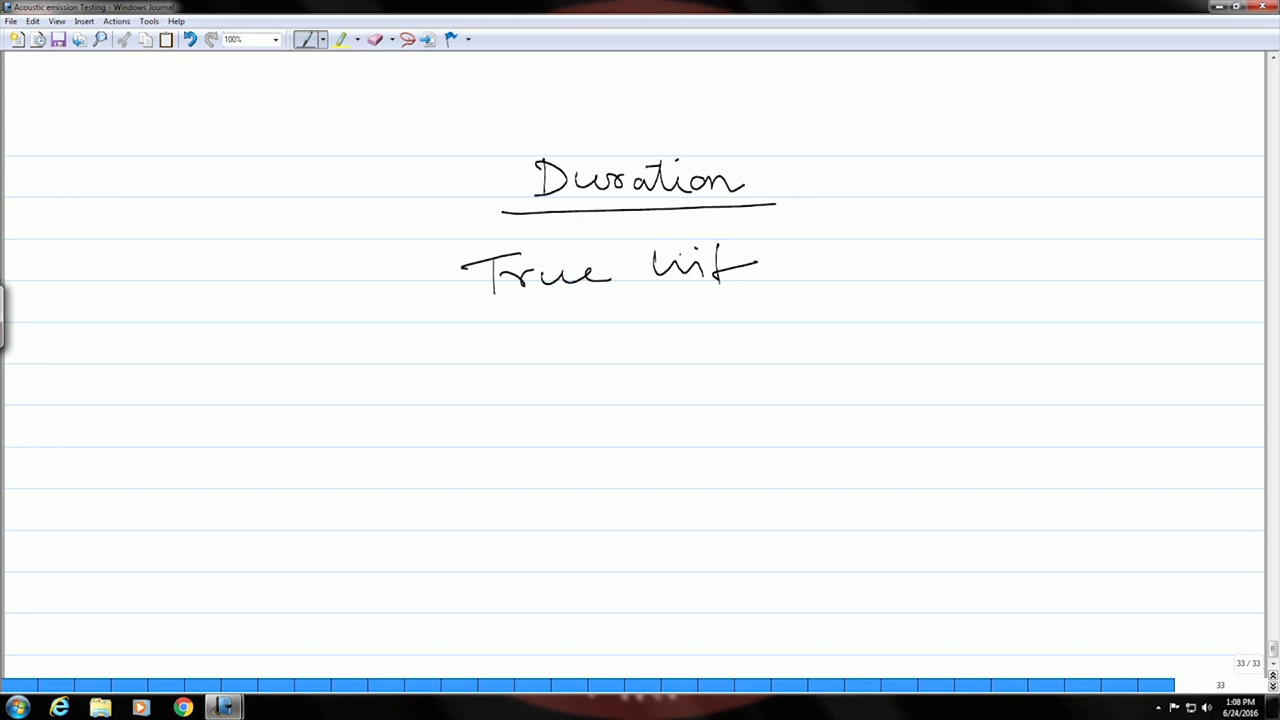 Acoustic emission Testing - Windows Journal
File Edit View Insert Actions Tools Help
100%
Duration
True hit
33 / 33
33
1:08 PM
6/24/2016